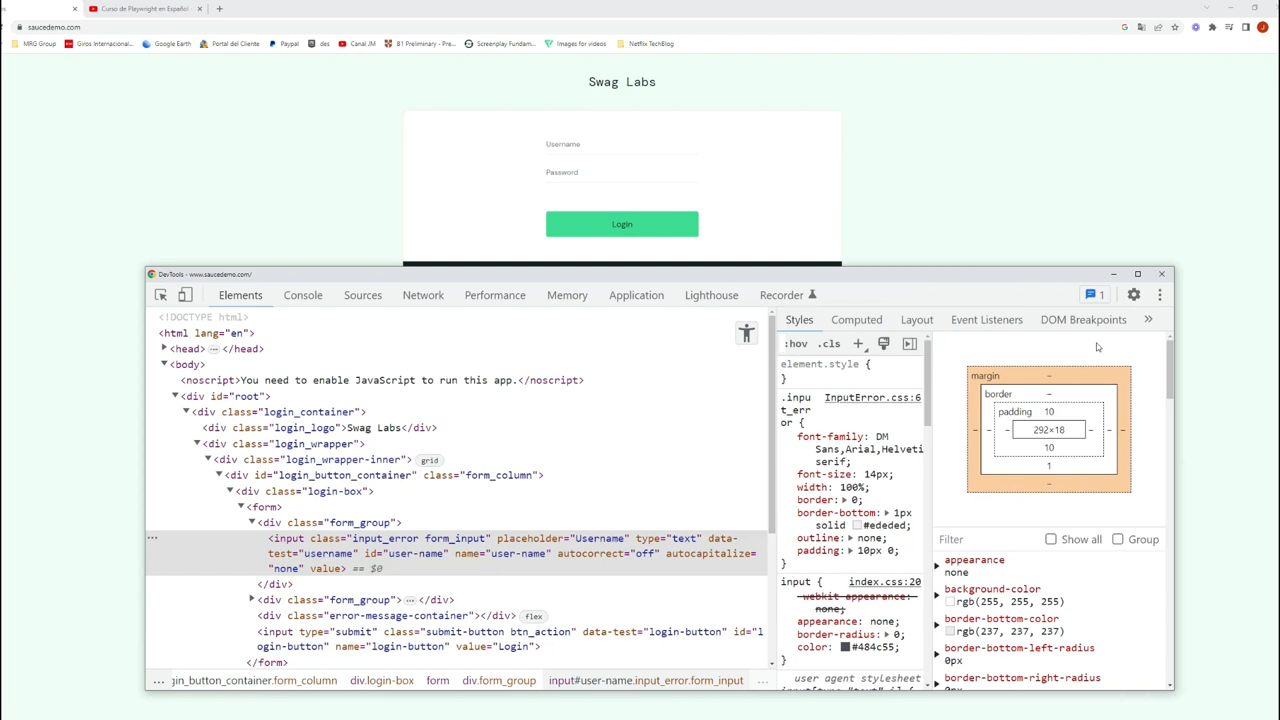 Curso de Playwright en Español
saucedemo.com
MRG Group
Giros Internacional...
Google Earth
Portal del Cliente
Paypal
des
Canal JM
B1 Preliminary - Pre...
Screenplay Fundam...
Images for videos
Netflix TechBlog
Swag Labs
Username
Password
Login
DevTools - www.saucedemo.com/
Elements
Console
Sources
Network
Performance
Memory
Application
Lighthouse
Recorder
1
<!DOCTYPE html>
<html lang="en">
<head> ... </head>
<body>
<noscript>You need to enable JavaScript to run this app.</noscript>
<div id="root">
<div class="login_container">
<div class="login_logo">Swag Labs</div>
<div class="login_wrapper">
<div class="login_wrapper-inner"> grid
<div id="login_button_container" class="form_column">
<div class="login-box">
<form>
<div class="form_group">
<input class="input_error form_input" placeholder="Username" type="text" data-
test="username" id="user-name" name="user-name" autocorrect="off" autocapitalize=
"none" value> == $0
</div>
<div class="form_group"> ... </div>
<div class="error-message-container"></div> flex
<input type="submit" class="submit-button btn_action" data-test="login-button" id="l
ogin-button" name="login-button" value="Login">
</form>
... ign_button_container.form_column div.login-box form div.form_group input#user-name.input_error.form_input ...
Styles
Computed
Layout
Event Listeners
DOM Breakpoints
:hov .cls +
element.style {
}
.inpu InputError.css:6
t_err
or {
font-family: DM
Sans,Arial,Helveti
serif;
font-size: 14px;
width: 100%;
border: 0;
border-bottom: 1px
solid #ededed;
outline: none;
padding: 10px 0;
}
input { index.css:20
-webkit-appearance:
none;
appearance: none;
border-radius: 0;
color: #484c55;
}
user agent stylesheet
margin –
border –
padding 10
– – – 292×18 – – –
10
1
–
Filter
Show all
Group
appearance
none
background-color
rgb(255, 255, 255)
border-bottom-color
rgb(237, 237, 237)
border-bottom-left-radius
0px
border-bottom-right-radius